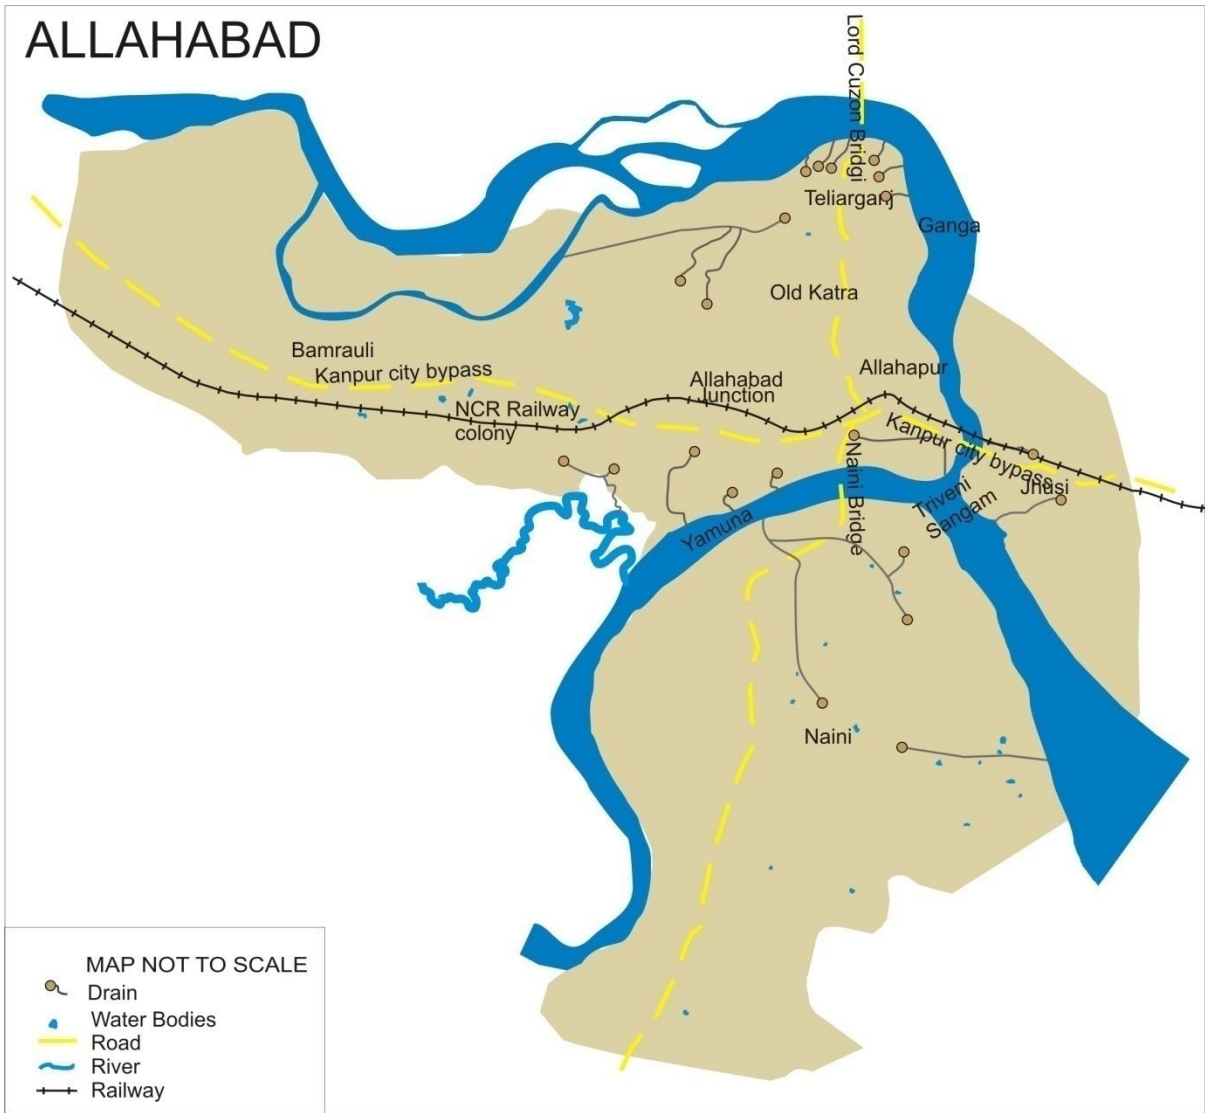 ALLAHABAD
Lord Cuzon Bridgi
Teliarganj
Ganga
Old Katra
Bamrauli
Kanpur city bypass
Allahapur
Allahabad
Junction
NCR Railway
colony
Kanpur city bypass
Naini Bridge
Jhusi
Triveni
Sangam
Yamuna
Naini
MAP NOT TO SCALE
Drain
Water Bodies
Road
River
Railway